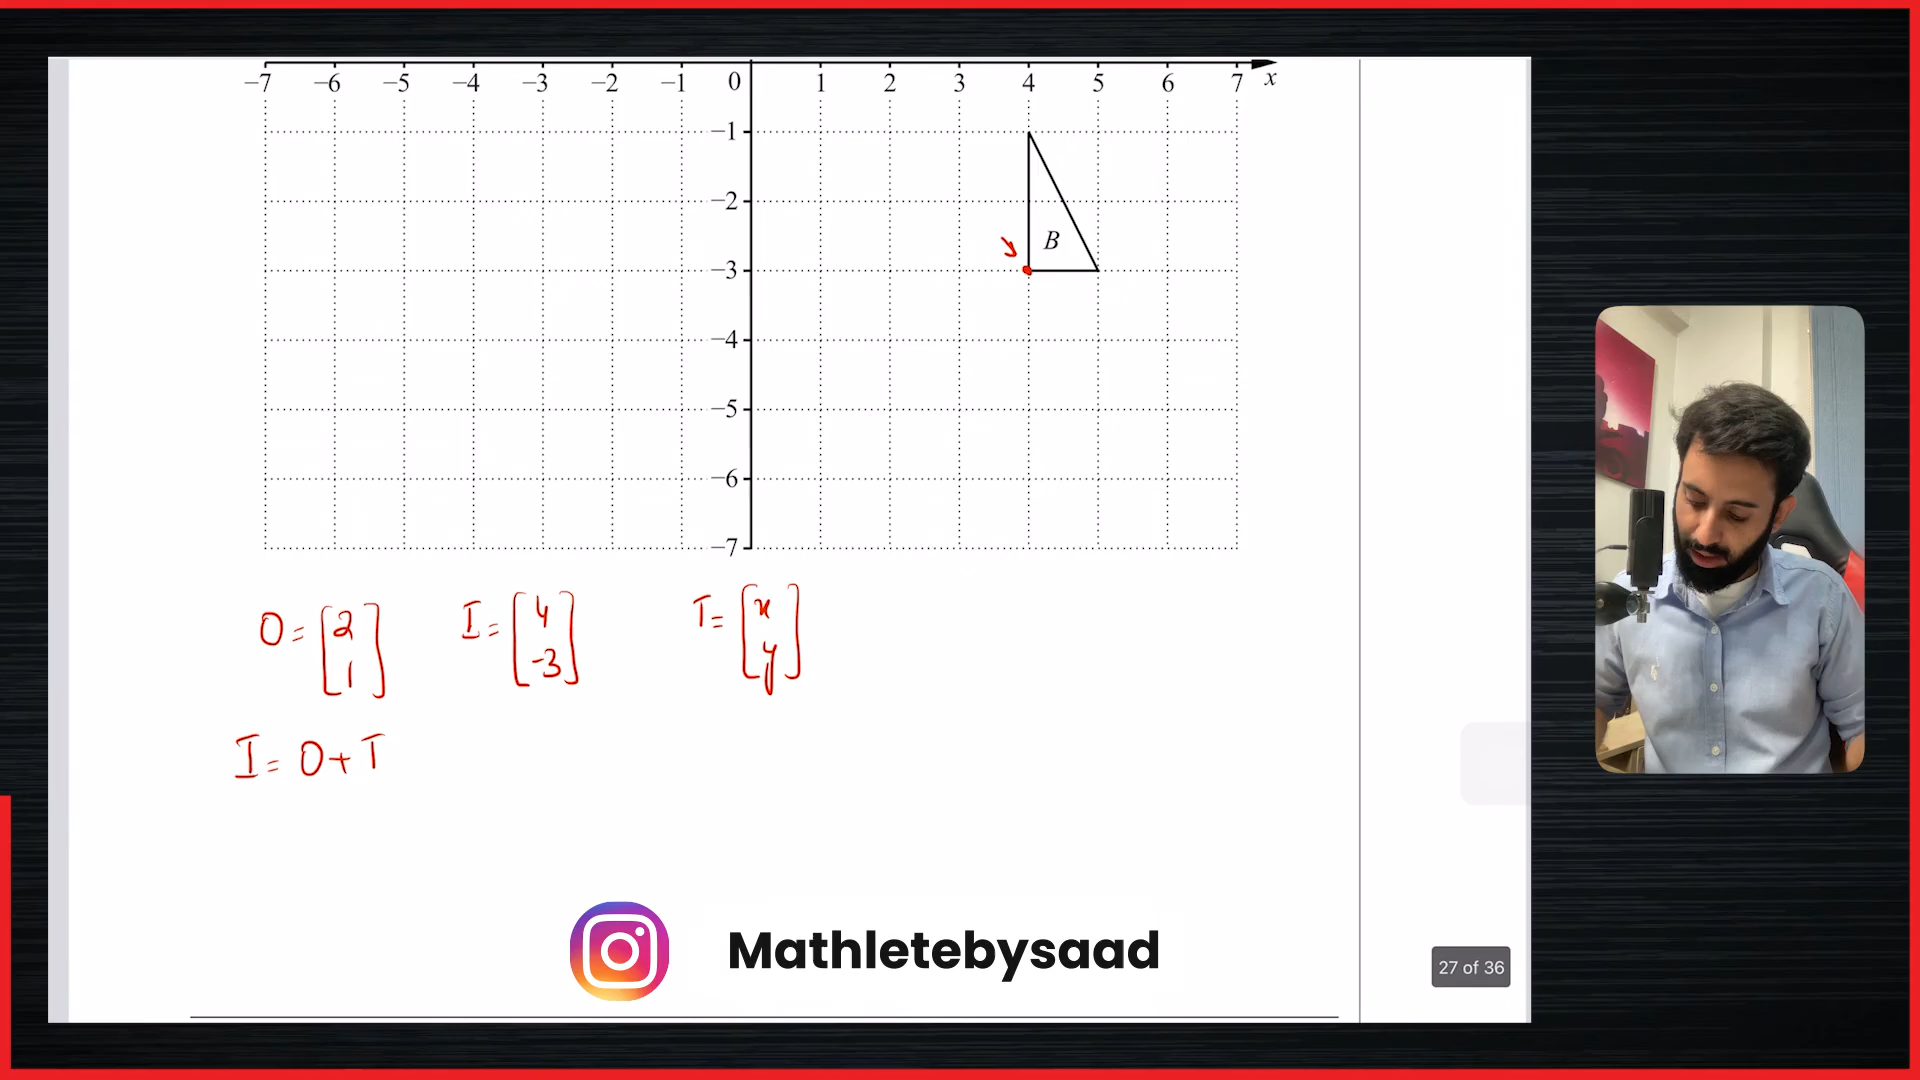 −7 −6 −5 −4 −3 −2 −1 0 1 2 3 4 5 6 7 x
−1
−2
B
−3
−4
−5
−6
−7
O = [2 1] I = [4 -3] T = [x y]
I = O + T
Mathletebysaad
27 of 36